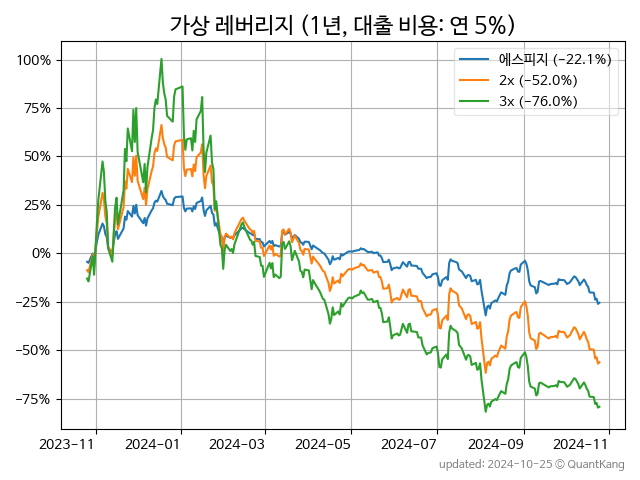 가상 레버리지 (1년, 대출 비용: 연 5%)
에스피지 (−22.1%)
2x (−52.0%)
3x (−76.0%)
100%
75%
50%
25%
0%
−25%
−50%
−75%
2023-11 2024-01 2024-03 2024-05 2024-07 2024-09 2024-11
updated: 2024-10-25 © QuantKang